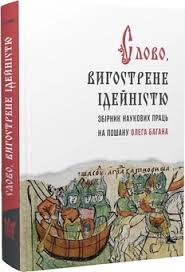 Слово,
ВИГОСТРЕНЕ
ІДЕЙНІСТЮ
ЗБІРНИК НАУКОВИХ ПРАЦЬ
НА ПОШАНУ ОЛЕГА БАГАНА
СЛОВО, ВИГОСТРЕНЕ ІДЕЙНІСТЮ